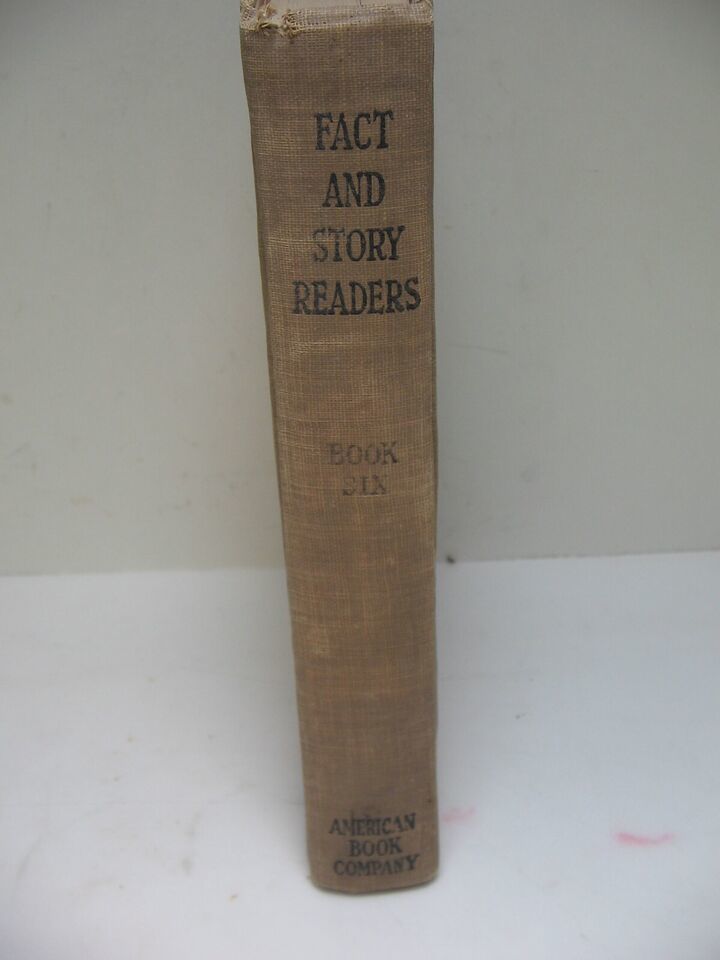 FACT
AND
STORY
READERS
BOOK
SIX
AMERICAN
BOOK
COMPANY